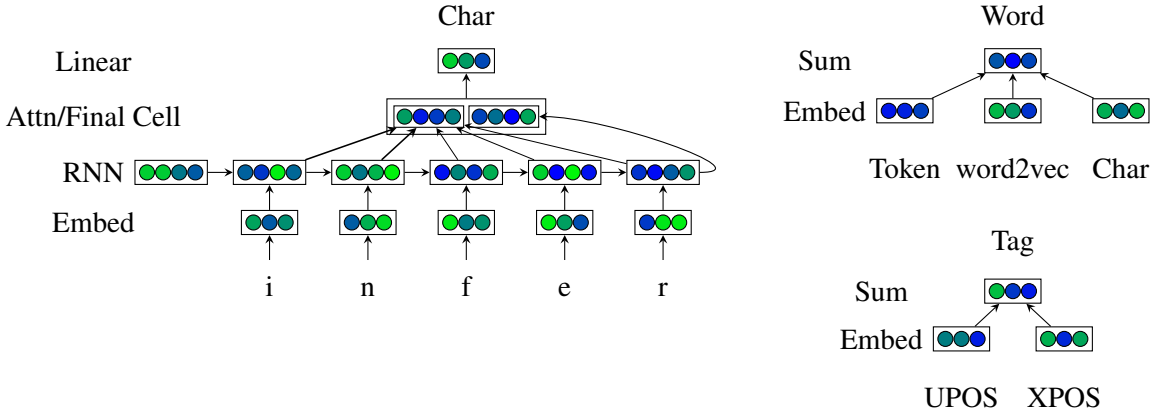 Char
Linear
Attn/Final Cell
RNN
Embed
i n f e r
Word
Sum
Embed
Token word2vec Char
Tag
Sum
Embed
UPOS XPOS